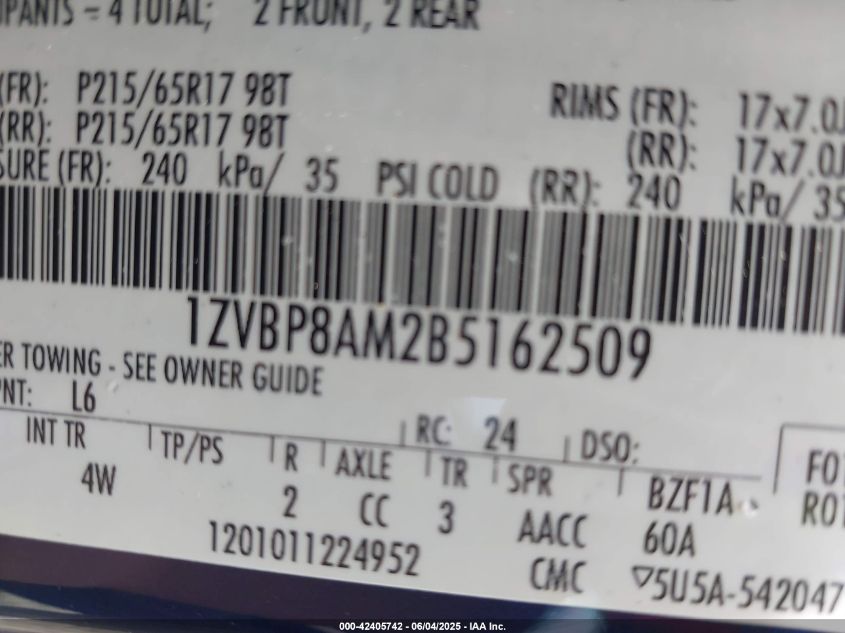 = 4 TOTAL; 2 FRONT, 2 REAR
(FR): P215/65R17 98T RIMS (FR): 17x7.0J
(RR): P215/65R17 98T (RR): 17x7.0J
SURE (FR): 240 kPa/ 35 PSI COLD (RR): 240 kPa/ 35
1ZVBP8AM2B5162509
ER TOWING - SEE OWNER GUIDE
PNT: L6 RC: 24 DSO:
INT TR TP/PS R AXLE TR SPR BZF1A
4W 2 CC 3 AACC 60A
1201011224952 CMC ▽5U5A-542047
000-42405742 - 06/04/2025 - IAA Inc.